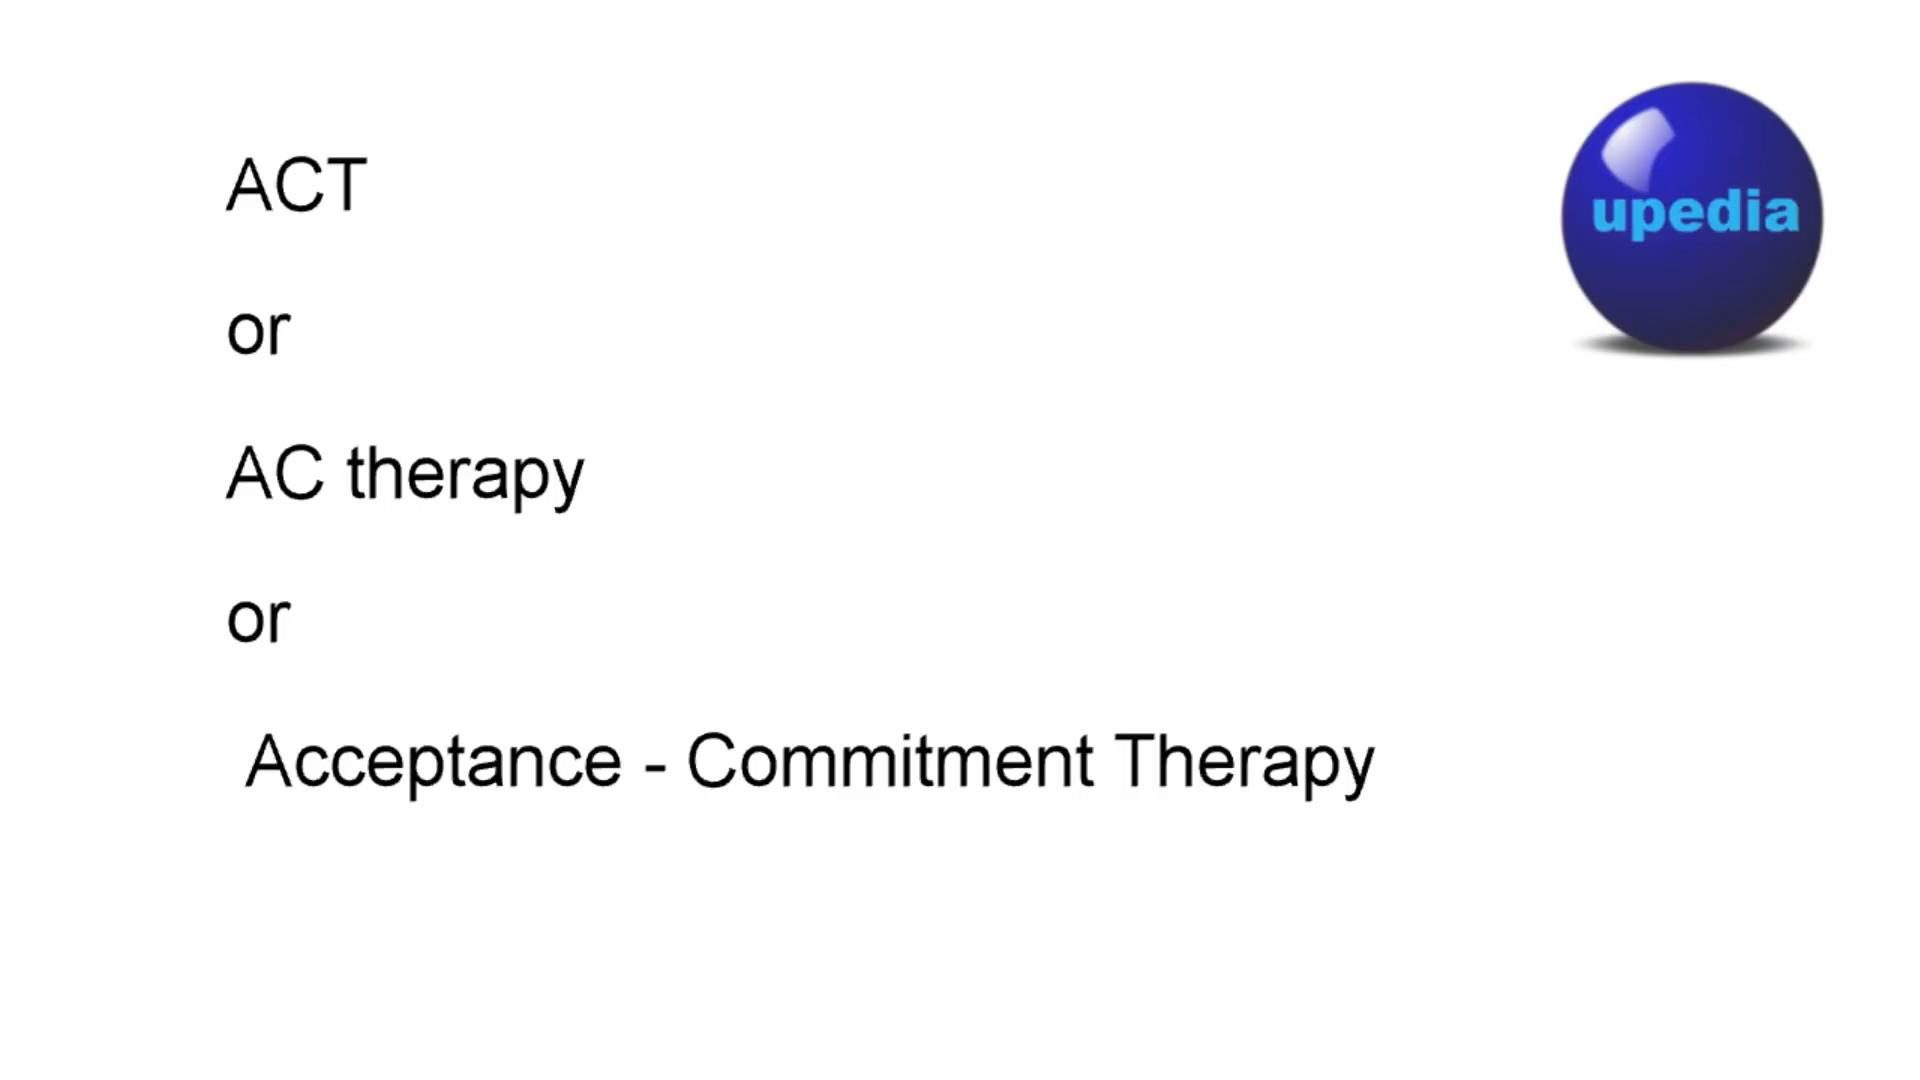 ACT
upedia
or
AC therapy
or
Acceptance - Commitment Therapy